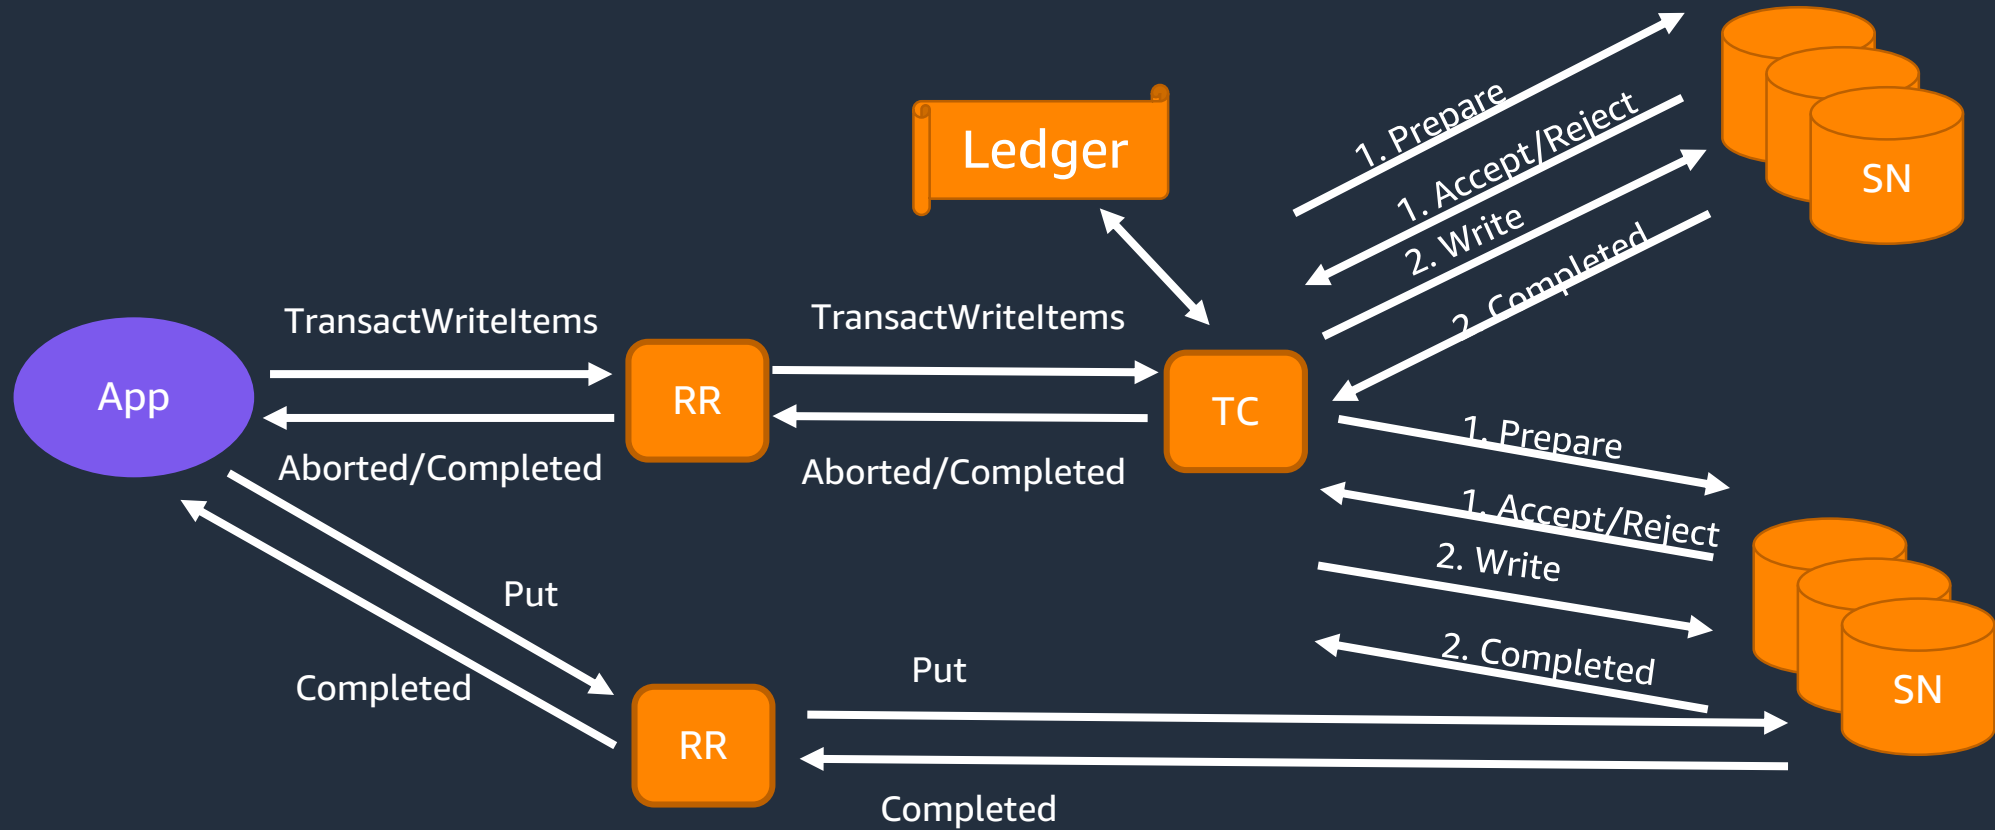 1. Prepare
1. Accept/Reject
2. Write
2. Completed
SN
Ledger
TransactWriteItems
TransactWriteItems
App
RR
TC
Aborted/Completed
Aborted/Completed
1. Prepare
1. Accept/Reject
2. Write
2. Completed
SN
Put
Completed
Put
RR
Completed